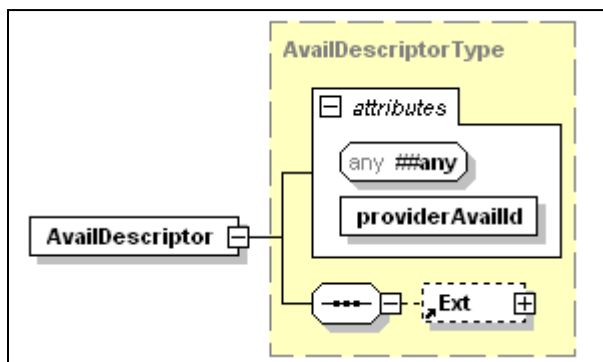 AvailDescriptorType
attributes
any ##any
providerAvailId
AvailDescriptor
Ext